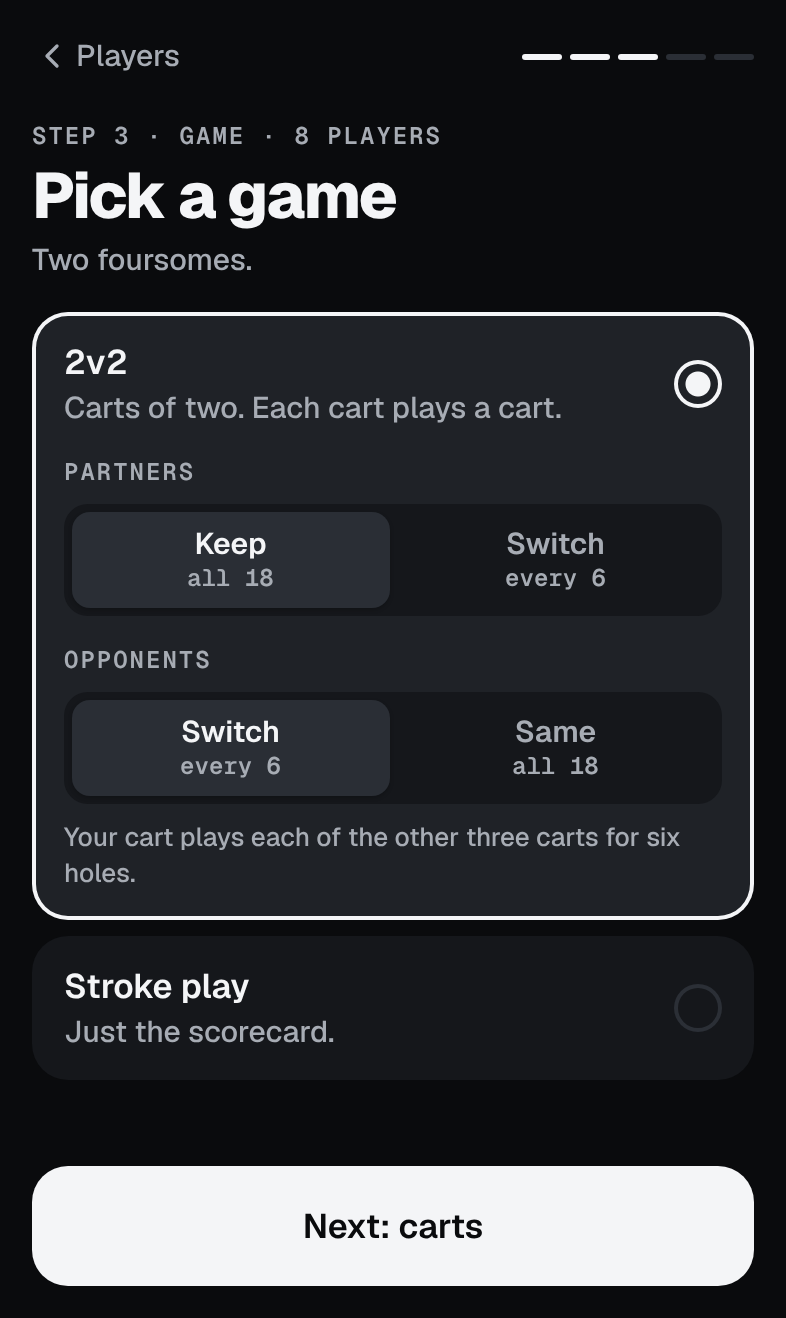 Players
STEP 3 · GAME · 8 PLAYERS
Pick a game
Two foursomes.
2v2
Carts of two. Each cart plays a cart.
PARTNERS
Keep
all 18
Switch
every 6
OPPONENTS
Switch
every 6
Same
all 18
Your cart plays each of the other three carts for six
holes.
Stroke play
Just the scorecard.
Next: carts